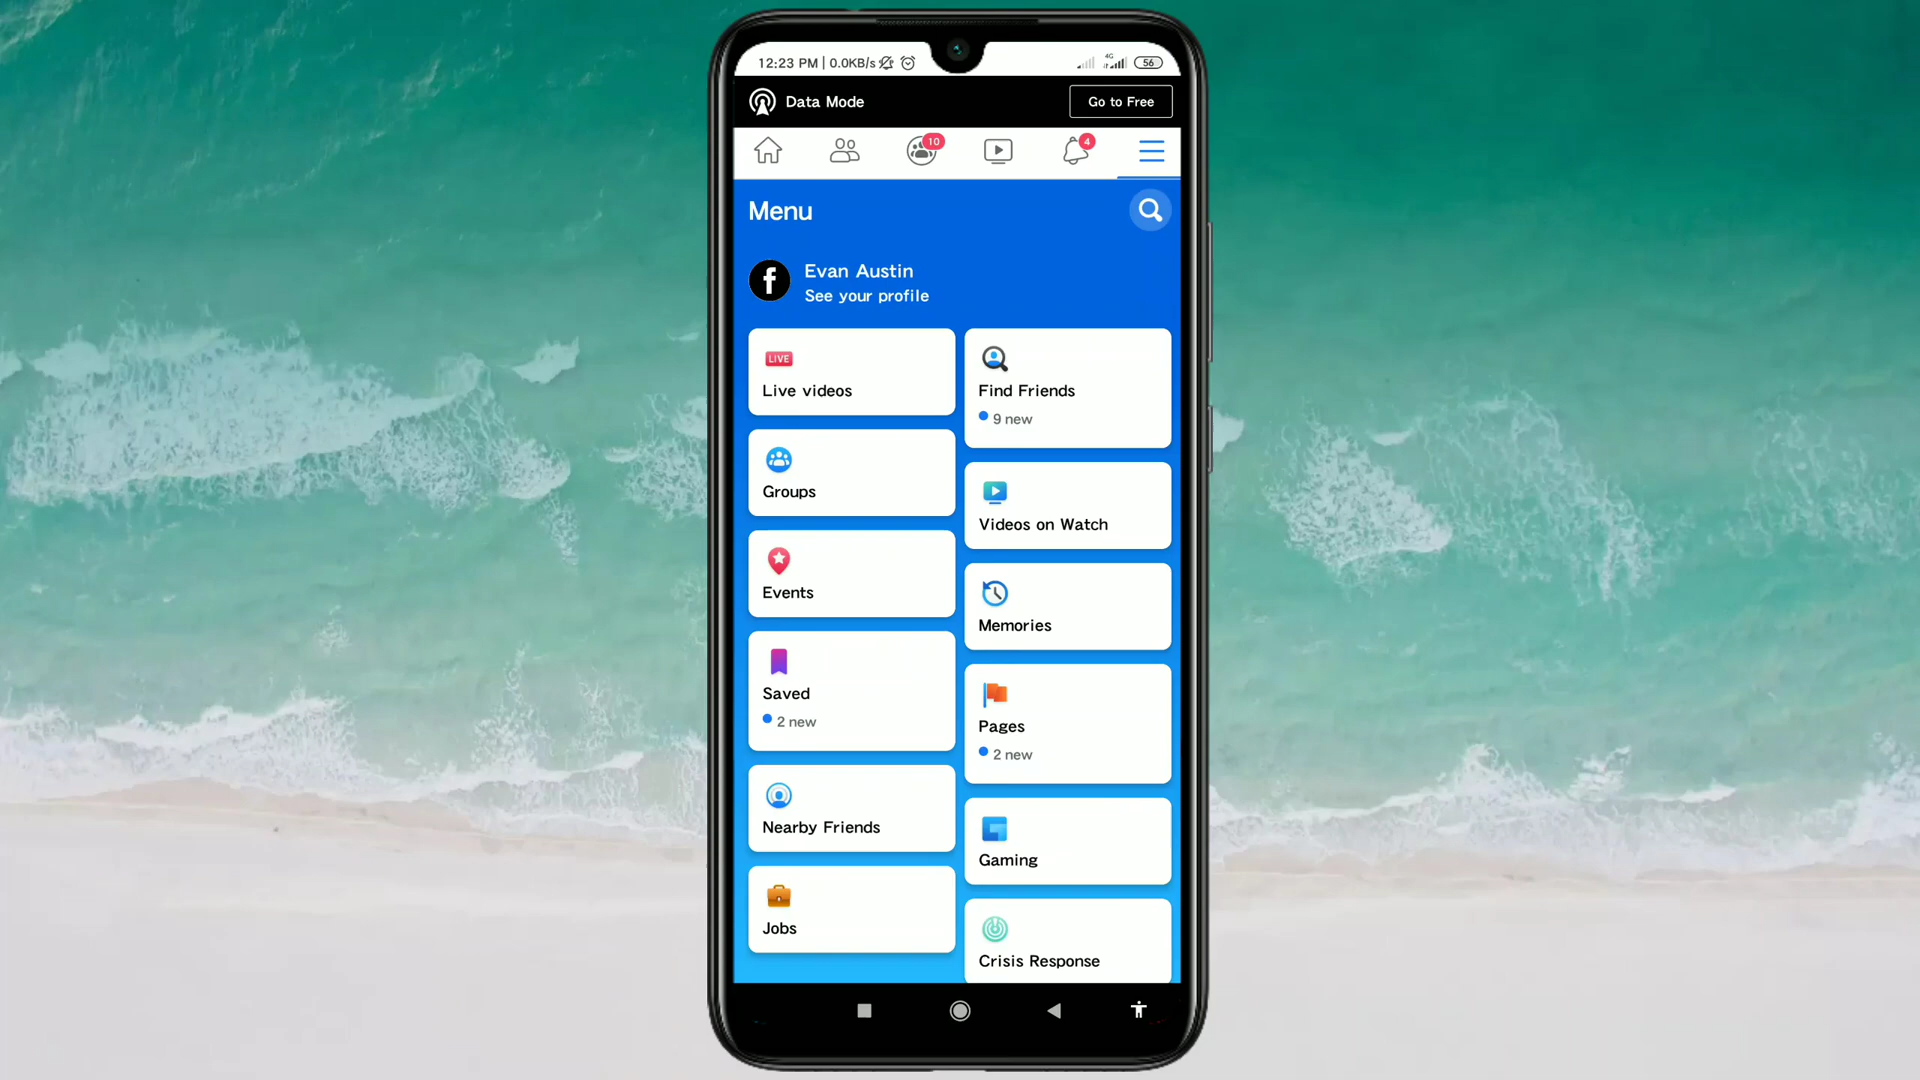 12:23 PM | 0.0KB/s
4G
56
Data Mode
Go to Free
10
4
Menu
f
Evan Austin
See your profile
LIVE
Live videos
Find Friends
9 new
Groups
Videos on Watch
Events
Memories
Saved
2 new
Pages
2 new
Nearby Friends
Gaming
Jobs
Crisis Response